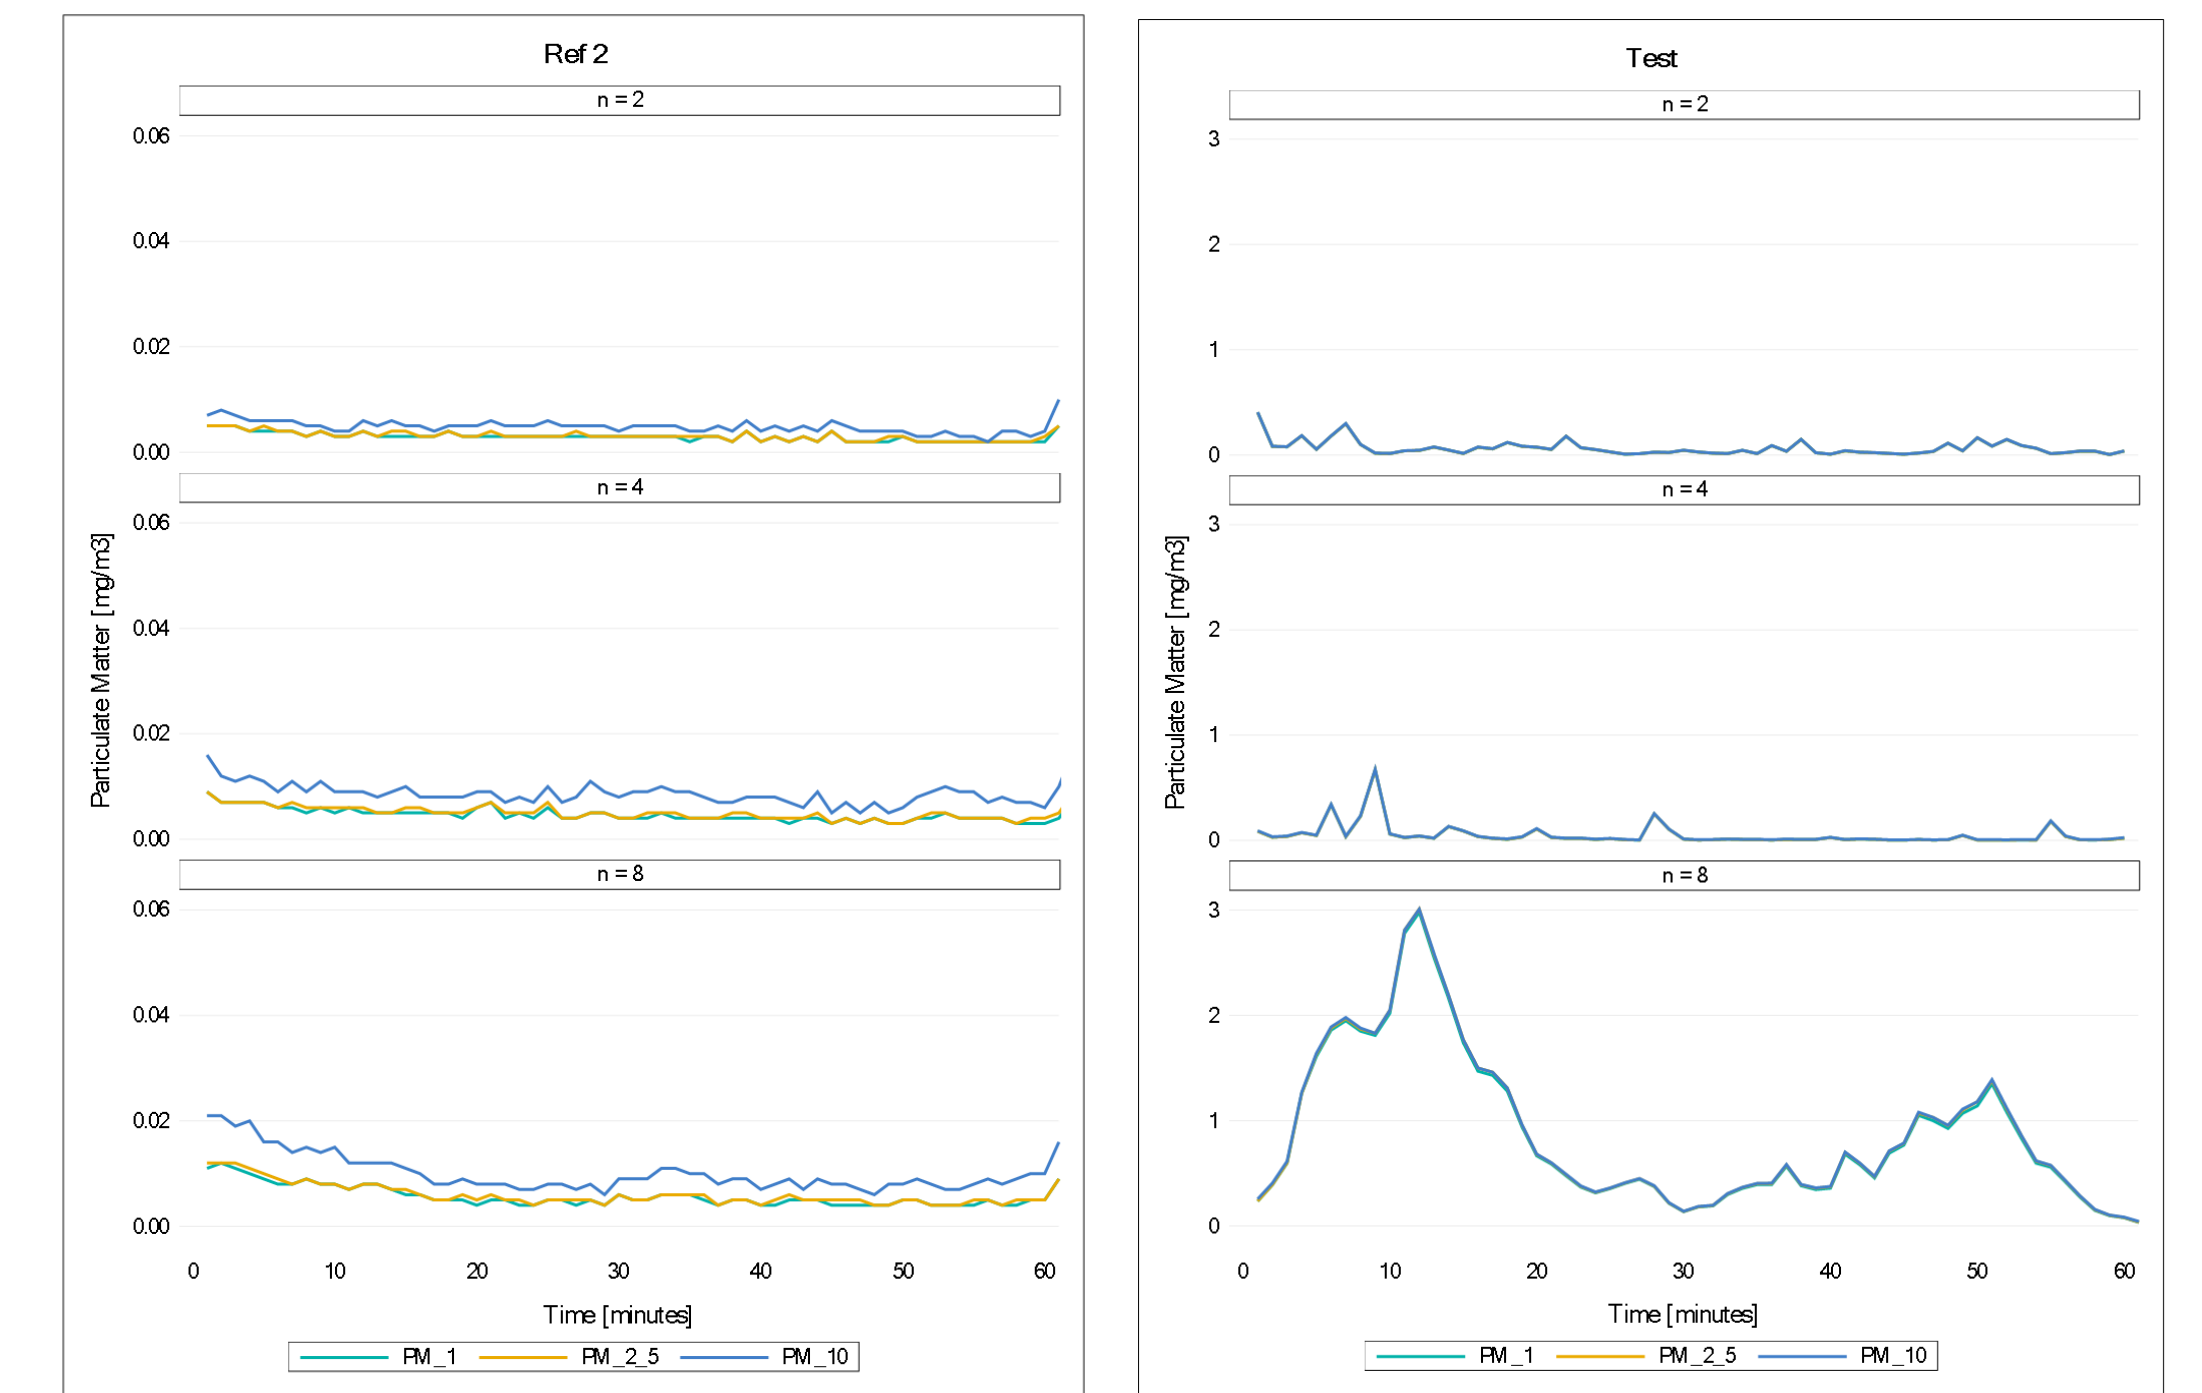 Ref 2
n = 2
0.06
0.04
0.02
0.00
n = 4
0.06
0.04
0.02
0.00
n = 8
0.06
0.04
0.02
0.00
Particulate Matter [mg/m3]
0 10 20 30 40 50 60
Time [minutes]
PM_1 PM_2_5 PM_10
Test
n = 2
3
2
1
0
n = 4
3
2
1
0
n = 8
3
2
1
0
Particulate Matter [mg/m3]
0 10 20 30 40 50 60
Time [minutes]
PM_1 PM_2_5 PM_10